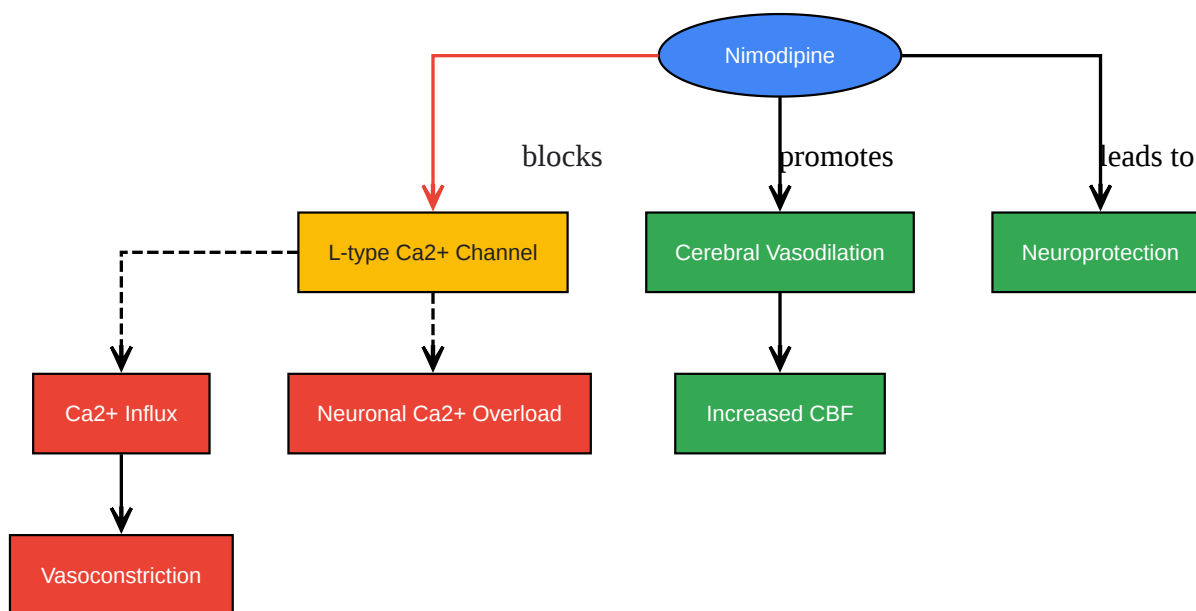 Nimodipine
blocks
promotes
leads to
L-type Ca2+ Channel
Cerebral Vasodilation
Neuroprotection
Ca2+ Influx
Neuronal Ca2+ Overload
Increased CBF
Vasoconstriction